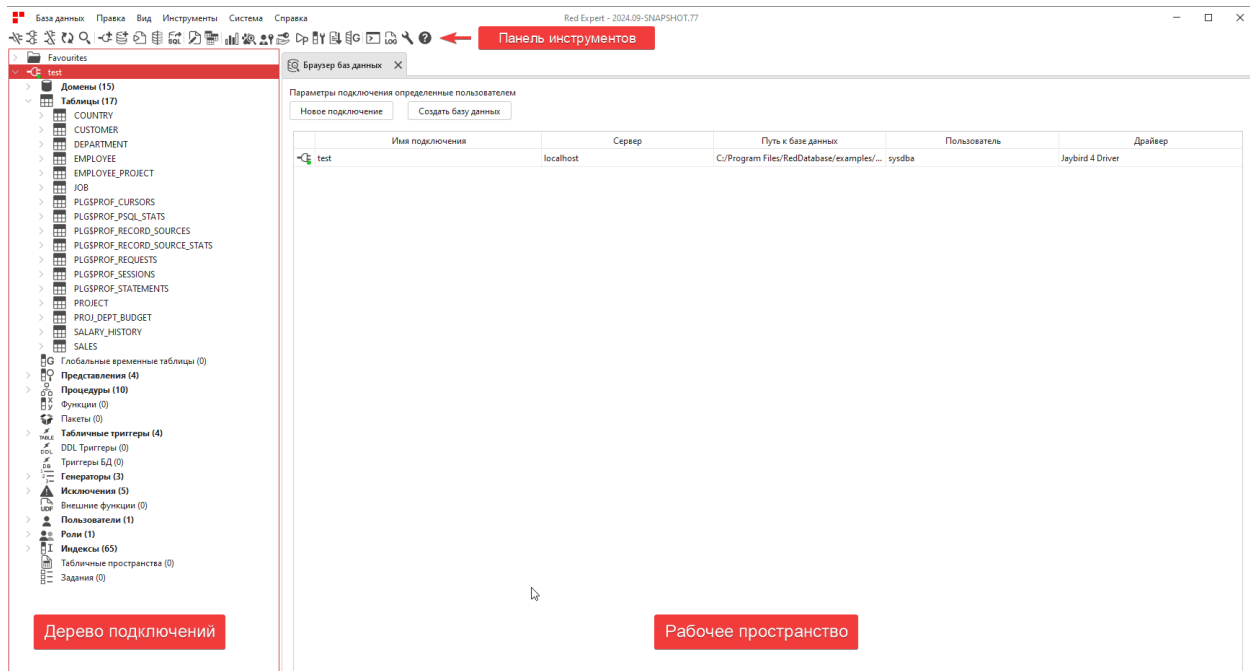 База данных Правка Вид Инструменты Система Справка
Red Expert - 2024.09-SNAPSHOT.77
Панель инструментов
Favourites
test
Домены (15)
Таблицы (17)
COUNTRY
CUSTOMER
DEPARTMENT
EMPLOYEE
EMPLOYEE_PROJECT
JOB
PLG$PROF_CURSORS
PLG$PROF_PSQL_STATS
PLG$PROF_RECORD_SOURCES
PLG$PROF_RECORD_SOURCE_STATS
PLG$PROF_REQUESTS
PLG$PROF_SESSIONS
PLG$PROF_STATEMENTS
PROJECT
PROJ_DEPT_BUDGET
SALARY_HISTORY
SALES
Глобальные временные таблицы (0)
Представления (4)
Процедуры (10)
Функции (0)
Пакеты (0)
Табличные триггеры (4)
DDL Триггеры (0)
Триггеры БД (0)
Генераторы (3)
Исключения (5)
Внешние функции (0)
Пользователи (1)
Роли (1)
Индексы (65)
Табличные пространства (0)
Задания (0)
Дерево подключений
Браузер баз данных
Параметры подключения определенные пользователем
Новое подключение Создать базу данных
Имя подключения Сервер Путь к базе данных Пользователь Драйвер
test localhost C:/Program Files/RedDatabase/examples/... sysdba Jaybird 4 Driver
Рабочее пространство